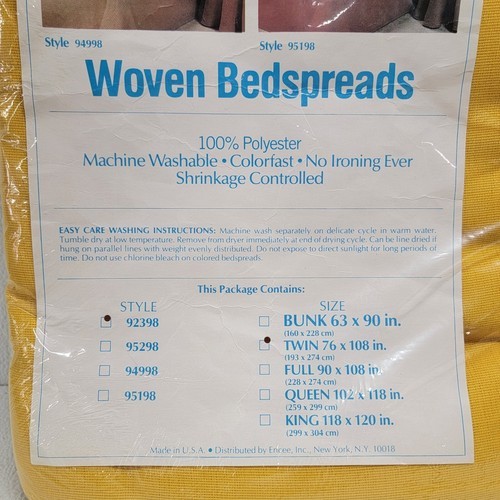 Style 94998
Style 95198
Woven Bedspreads
100% Polyester
Machine Washable • Colorfast • No Ironing Ever
Shrinkage Controlled
EASY CARE WASHING INSTRUCTIONS: Machine wash separately on delicate cycle in warm water.
Tumble dry at low temperature. Remove from dryer immediately at end of drying cycle. Can be line dried if
hung on parallel lines with weight evenly distributed. Do not expose to direct sunlight for long periods of
time. Do not use chlorine bleach on colored bedspreads.
This Package Contains:
STYLE
92398
95298
94998
95198
SIZE
BUNK 63 x 90 in.
(160 x 228 cm)
TWIN 76 x 108 in.
(193 x 274 cm)
FULL 90 x 108 in.
(228 x 274 cm)
QUEEN 102 x 118 in.
(259 x 299 cm)
KING 118 x 120 in.
(299 x 304 cm)
Made in U.S.A. • Distributed by Encee, Inc., New York, N.Y. 10018